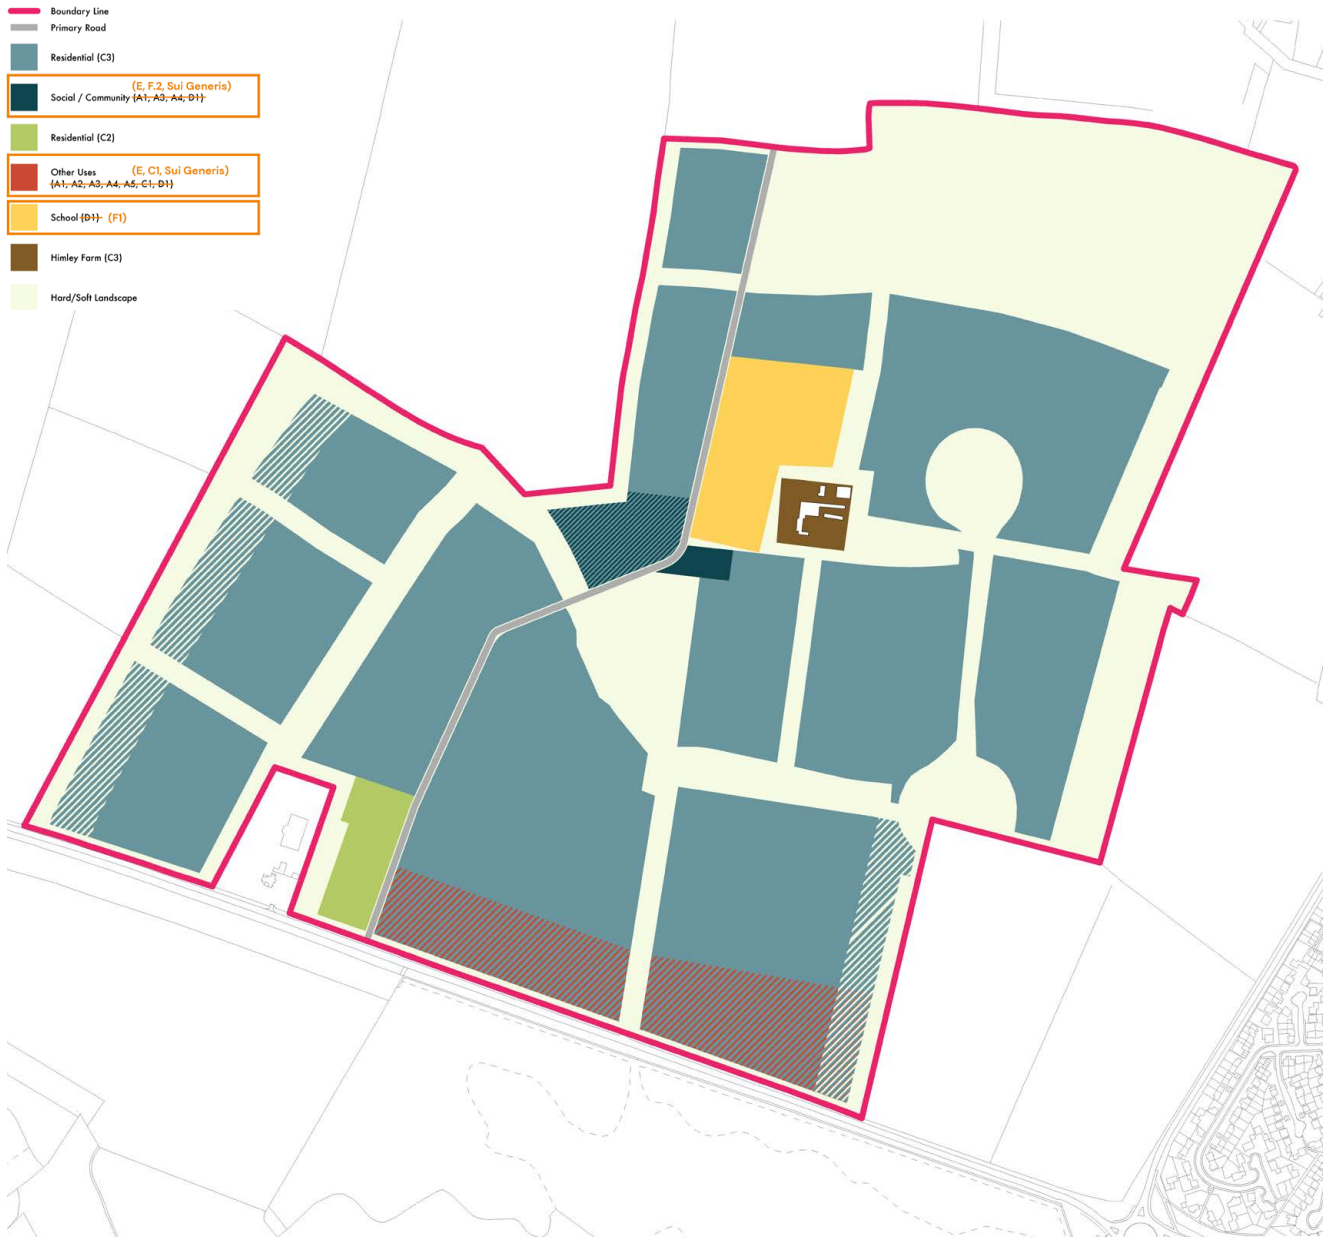 Boundary Line
Primary Road
Residential (C3)
(E, F.2, Sui Generis)
Social / Community (A1, A3, A4, D1)
Residential (C2)
Other Uses (E, C1, Sui Generis)
(A1, A2, A3, A4, A5, C1, D1)
School (D1) (F1)
Himley Farm (C3)
Hard/Soft Landscape